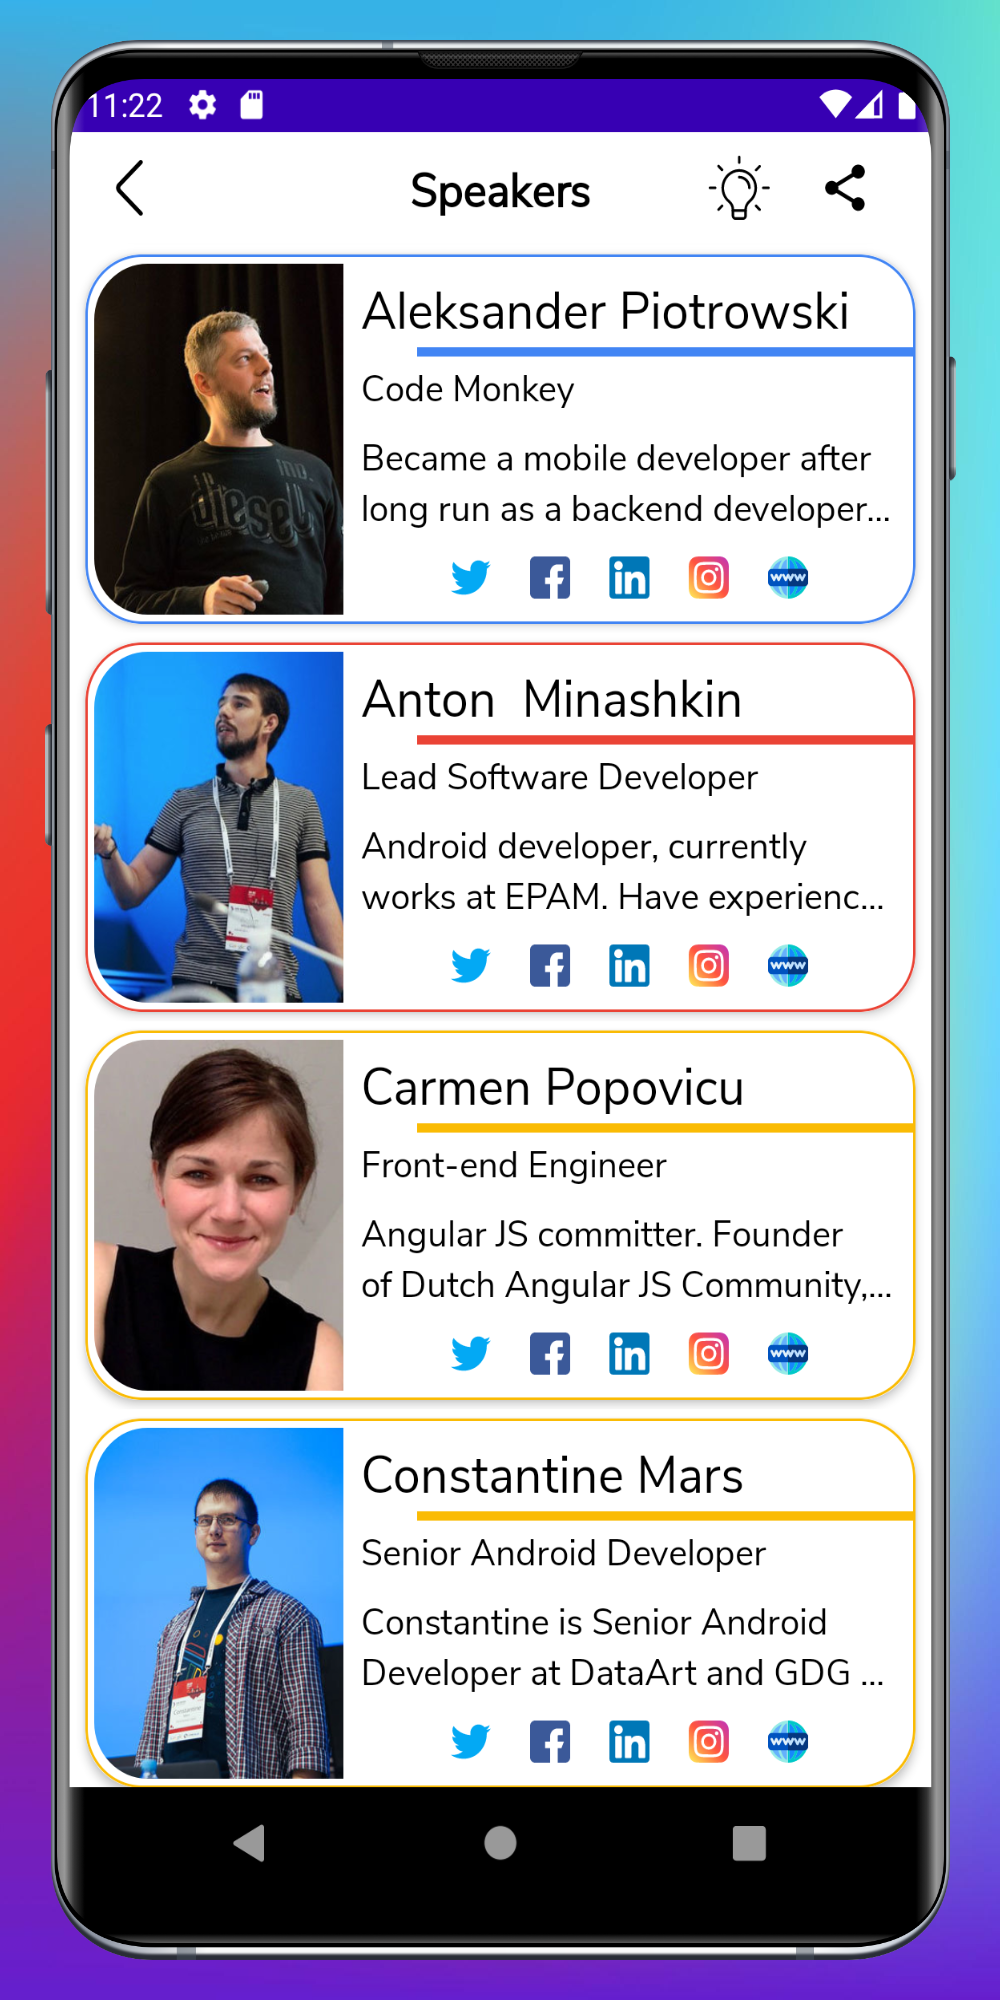 11:22
Speakers
Aleksander Piotrowski
Code Monkey
Became a mobile developer after
long run as a backend developer...
www
Anton  Minashkin
Lead Software Developer
Android developer, currently
works at EPAM. Have experienc...
www
Carmen Popovicu
Front-end Engineer
Angular JS committer. Founder
of Dutch Angular JS Community,...
www
Constantine Mars
Senior Android Developer
Constantine is Senior Android
Developer at DataArt and GDG ...
www